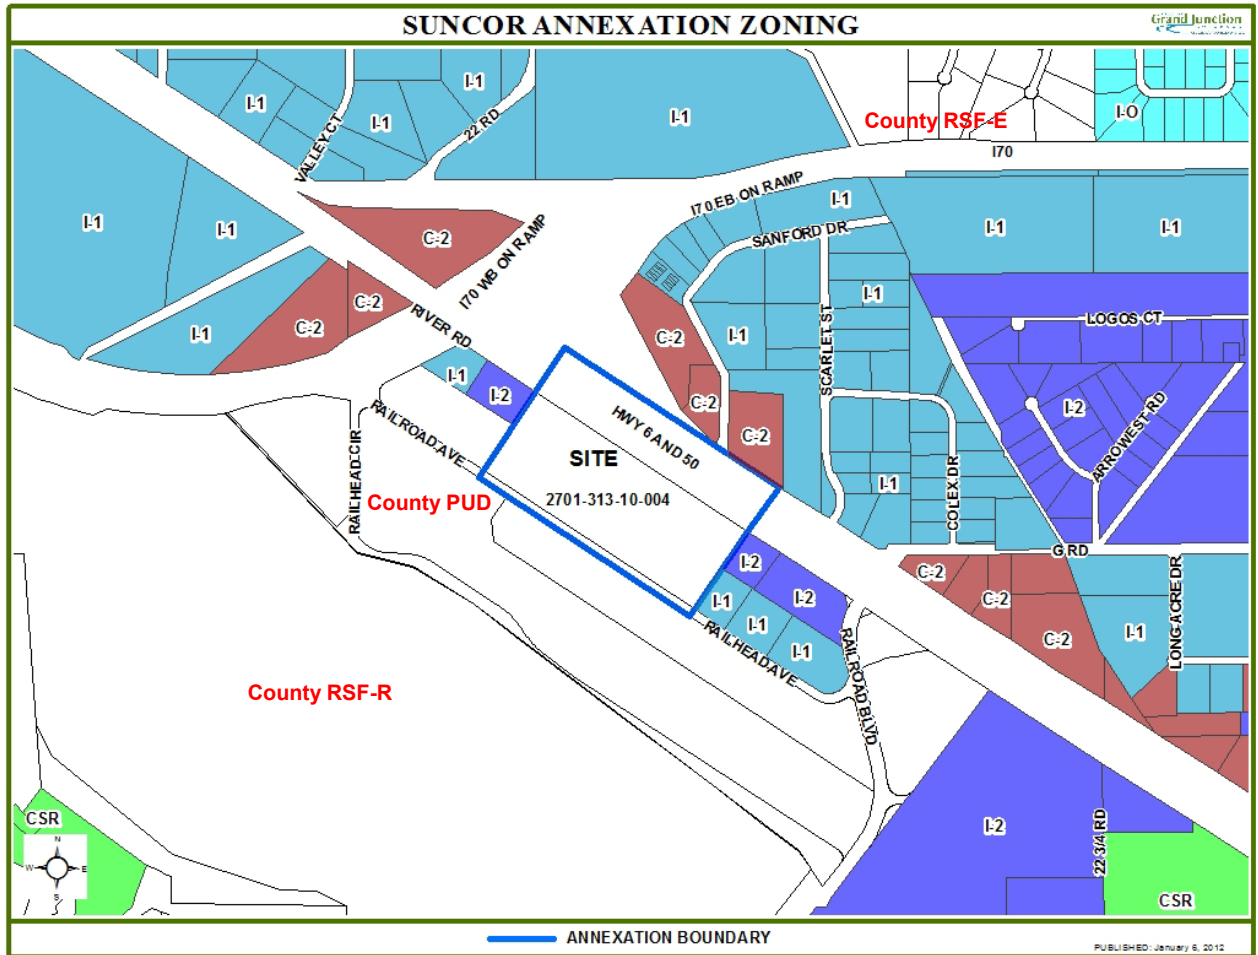 SUNCOR ANNEXATION ZONING
Grand Junction
I-1
I-1
I-1
22 RD
VALLEY CT
I-1
County RSF-E
I-O
I70
I70 EB ON RAMP
I-1
I-1
I-1
C-2
I70 WB ON RAMP
SANFORD DR
I-1
I-1
I-1
C-2
C-2
RIVER RD
I-1
SCARLET ST
I-1
C-2
LOGOS CT
I-1
I-2
C-2
C-2
HWY 6 AND 50
I-2
ARROWEST RD
RAILROAD AVE
RAILHEAD CIR
SITE
2701-313-10-004
County PUD
I-1
COLEX DR
G RD
I-2
I-2
I-1
I-1
I-1
RAILHEAD AVE
RAILROAD BLVD
C-2
C-2
C-2
I-1
LONG ACRE DR
County RSF-R
I-2
22 3/4 RD
CSR
CSR
N
W
E
S
ANNEXATION BOUNDARY
PUBLISHED: January 6, 2012